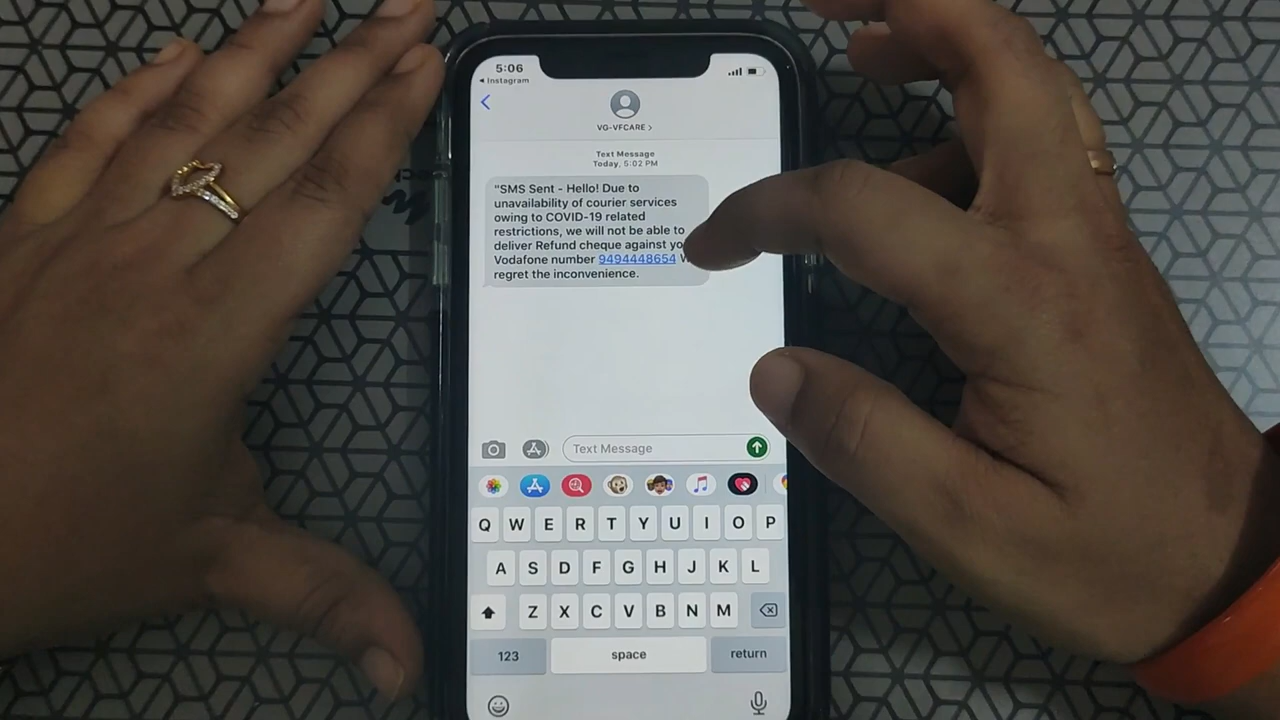 5:06
Instagram
VG-VFCARE >
Text Message
Today, 5:02 PM
"SMS Sent - Hello! Due to
unavailability of courier services
owing to COVID-19 related
restrictions, we will not be able to
deliver Refund cheque against yo
Vodafone number 9494448654 W
regret the inconvenience.
Text Message
Q W E R T Y U I O P
A S D F G H J K L
Z X C V B N M
123 space return